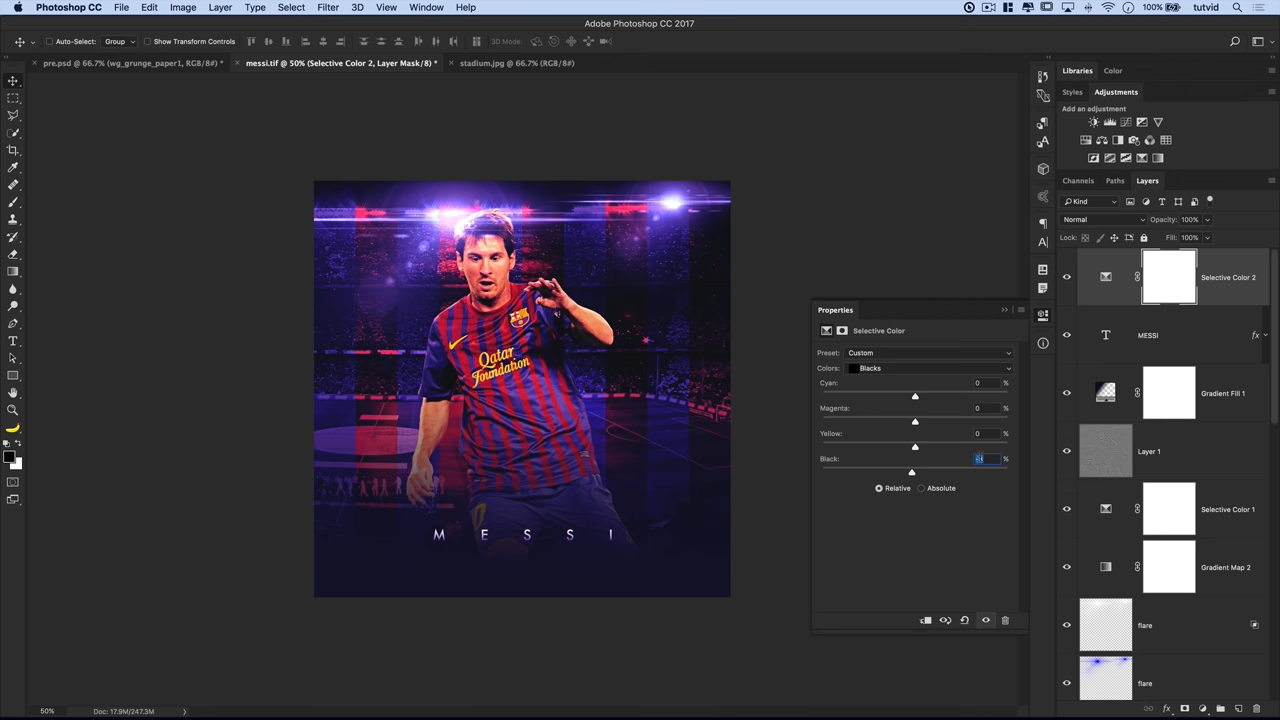 Photoshop CC File Edit Image Layer Type Select Filter 3D View Window Help 100% tutvid
Adobe Photoshop CC 2017
Auto-Select: Group Show Transform Controls 3D Mode:
pre.psd @ 66.7% (wg_grunge_paper1, RGB/8#) * messi.tif @ 50% (Selective Color 2, Layer Mask/8) * stadium.jpg @ 66.7% (RGB/8#)
Libraries Color
Styles Adjustments
Add an adjustment
Channels Paths Layers
Kind
Normal Opacity: 100%
Lock: Fill: 100%
Selective Color 2
MESSI fx
Gradient Fill 1
Layer 1
Selective Color 1
Gradient Map 2
flare
flare
Properties
Selective Color
Preset: Custom
Colors: Blacks
Cyan: 0 %
Magenta: 0 %
Yellow: 0 %
Black: %
Relative Absolute
Qatar
Foundation
MESSI
50% Doc: 17.9M/247.3M
fx